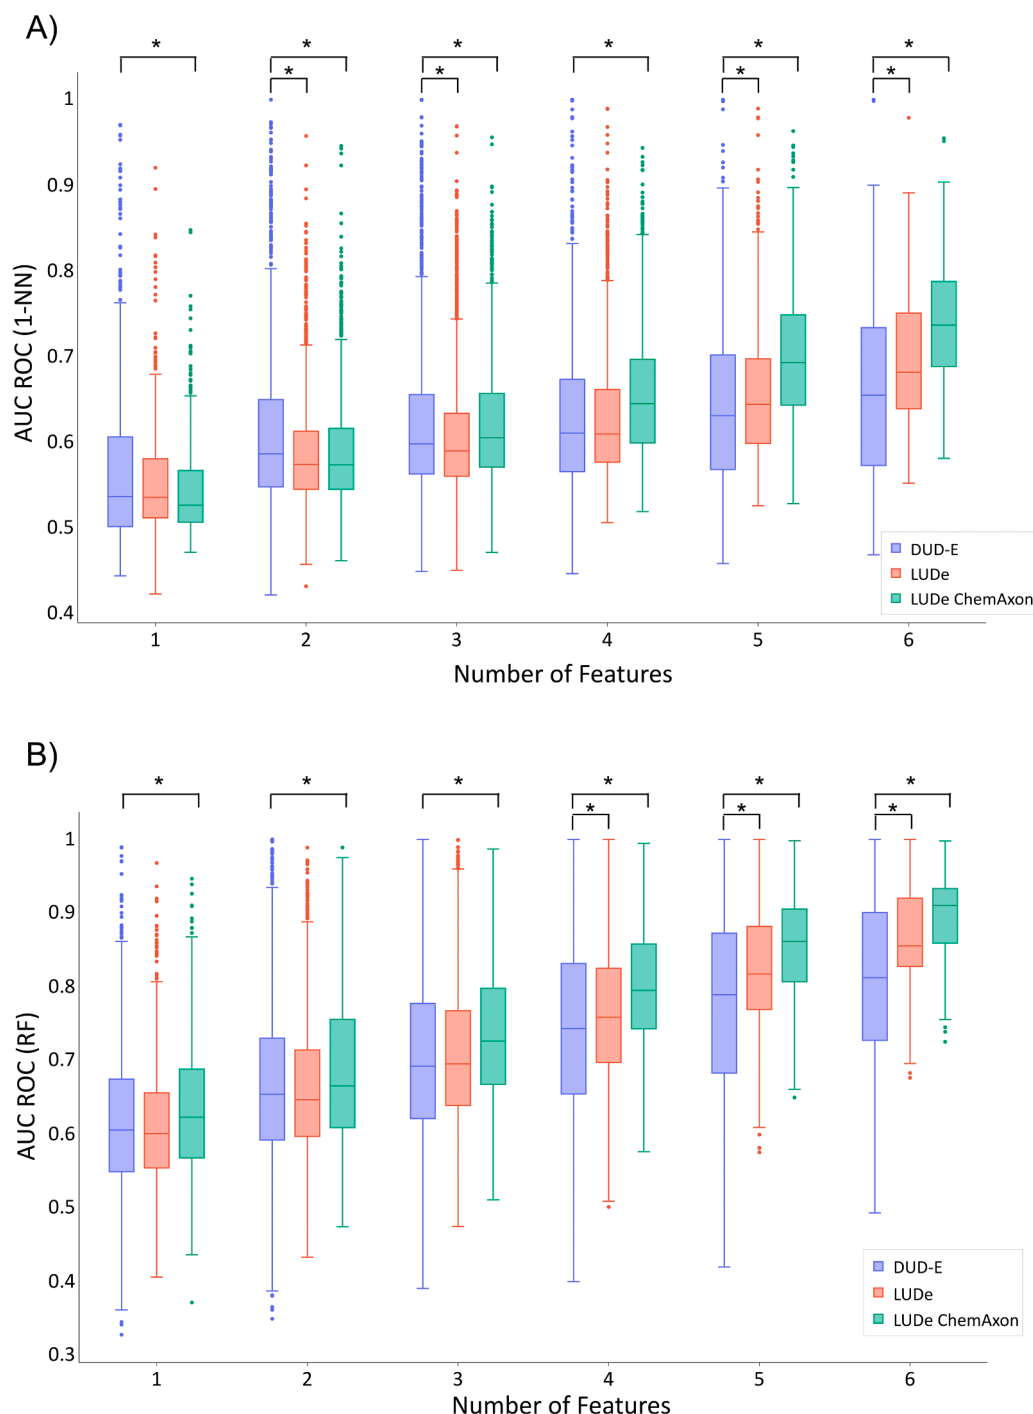 A)
* * * * * *
* * * *
1
0.9
0.8
0.7
0.6
0.5
0.4
AUC ROC (1-NN)
DUD-E
LUDe
LUDe ChemAxon
1 2 3 4 5 6
Number of Features
B)
* * * * * *
* * *
1
0.9
0.8
0.7
0.6
0.5
0.4
0.3
AUC ROC (RF)
DUD-E
LUDe
LUDe ChemAxon
1 2 3 4 5 6
Number of Features